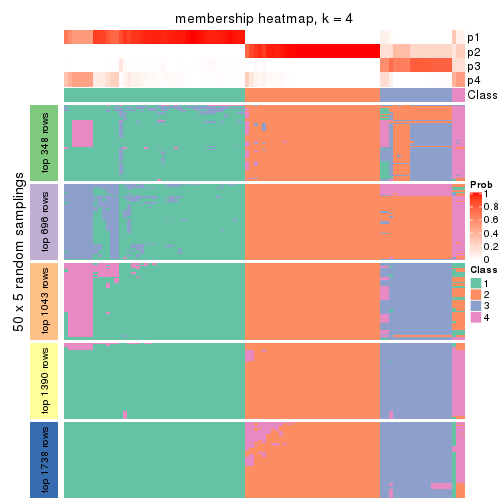 membership heatmap, k = 4
p1
p2
p3
p4
Class
50 x 5 random samplings
top 348 rows
top 696 rows
top 1043 rows
top 1390 rows
top 1738 rows
Prob
1
0.8
0.6
0.4
0.2
0
Class
1
2
3
4